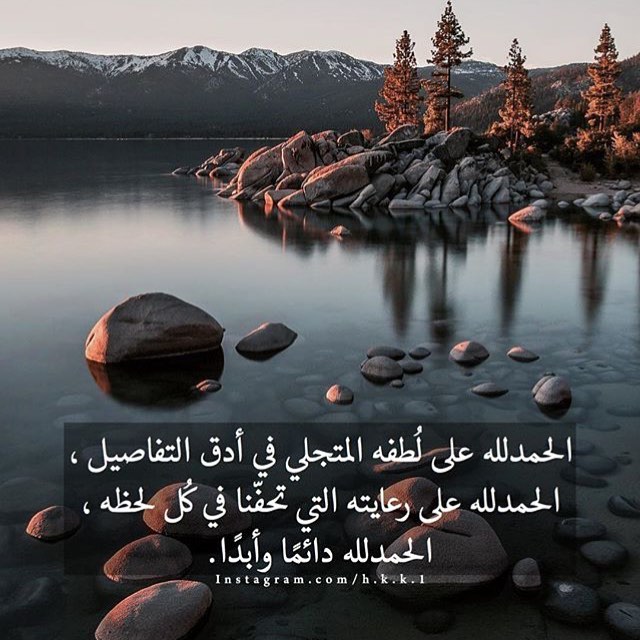 الحمدلله على لُطفه المتجلي في أدق التفاصيل ،
الحمدلله على رعايته التي تحفّنا في كُل لحظه ،
الحمدلله دائمًا وأبدًا.
Instagram.com/h.k.k.1